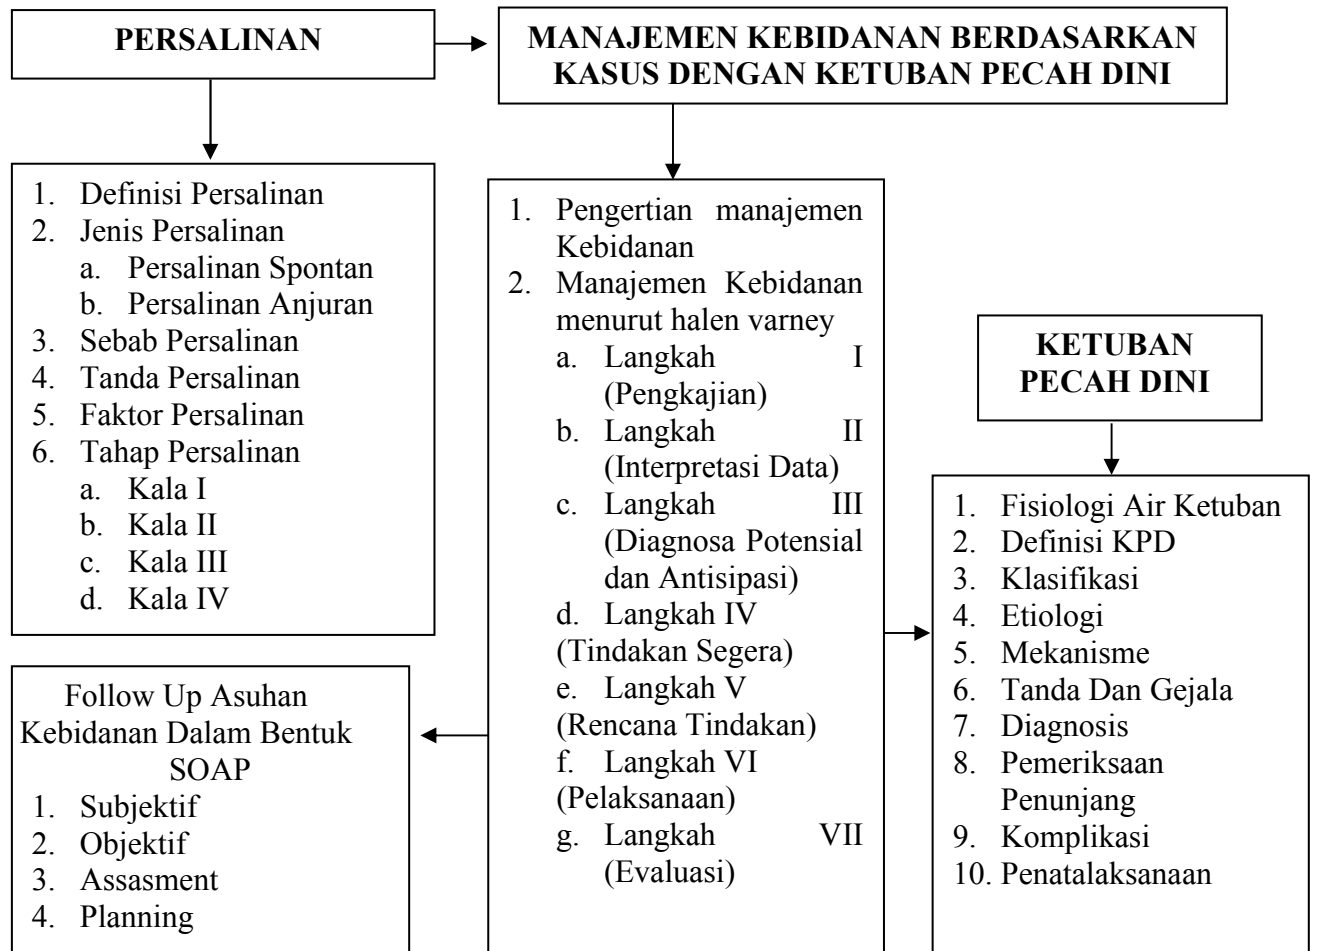 PERSALINAN
MANAJEMEN KEBIDANAN BERDASARKAN
KASUS DENGAN KETUBAN PECAH DINI
1. Definisi Persalinan
2. Jenis Persalinan
a. Persalinan Spontan
b. Persalinan Anjuran
3. Sebab Persalinan
4. Tanda Persalinan
5. Faktor Persalinan
6. Tahap Persalinan
a. Kala I
b. Kala II
c. Kala III
d. Kala IV
1. Pengertian manajemen
Kebidanan
2. Manajemen Kebidanan
menurut halen varney
a. Langkah I
(Pengkajian)
b. Langkah II
(Interpretasi Data)
c. Langkah III
(Diagnosa Potensial
dan Antisipasi)
d. Langkah IV
(Tindakan Segera)
e. Langkah V
(Rencana Tindakan)
f. Langkah VI
(Pelaksanaan)
g. Langkah VII
(Evaluasi)
KETUBAN
PECAH DINI
1. Fisiologi Air Ketuban
2. Definisi KPD
3. Klasifikasi
4. Etiologi
5. Mekanisme
6. Tanda Dan Gejala
7. Diagnosis
8. Pemeriksaan
Penunjang
9. Komplikasi
10. Penatalaksanaan
Follow Up Asuhan
Kebidanan Dalam Bentuk
SOAP
1. Subjektif
2. Objektif
3. Assasment
4. Planning